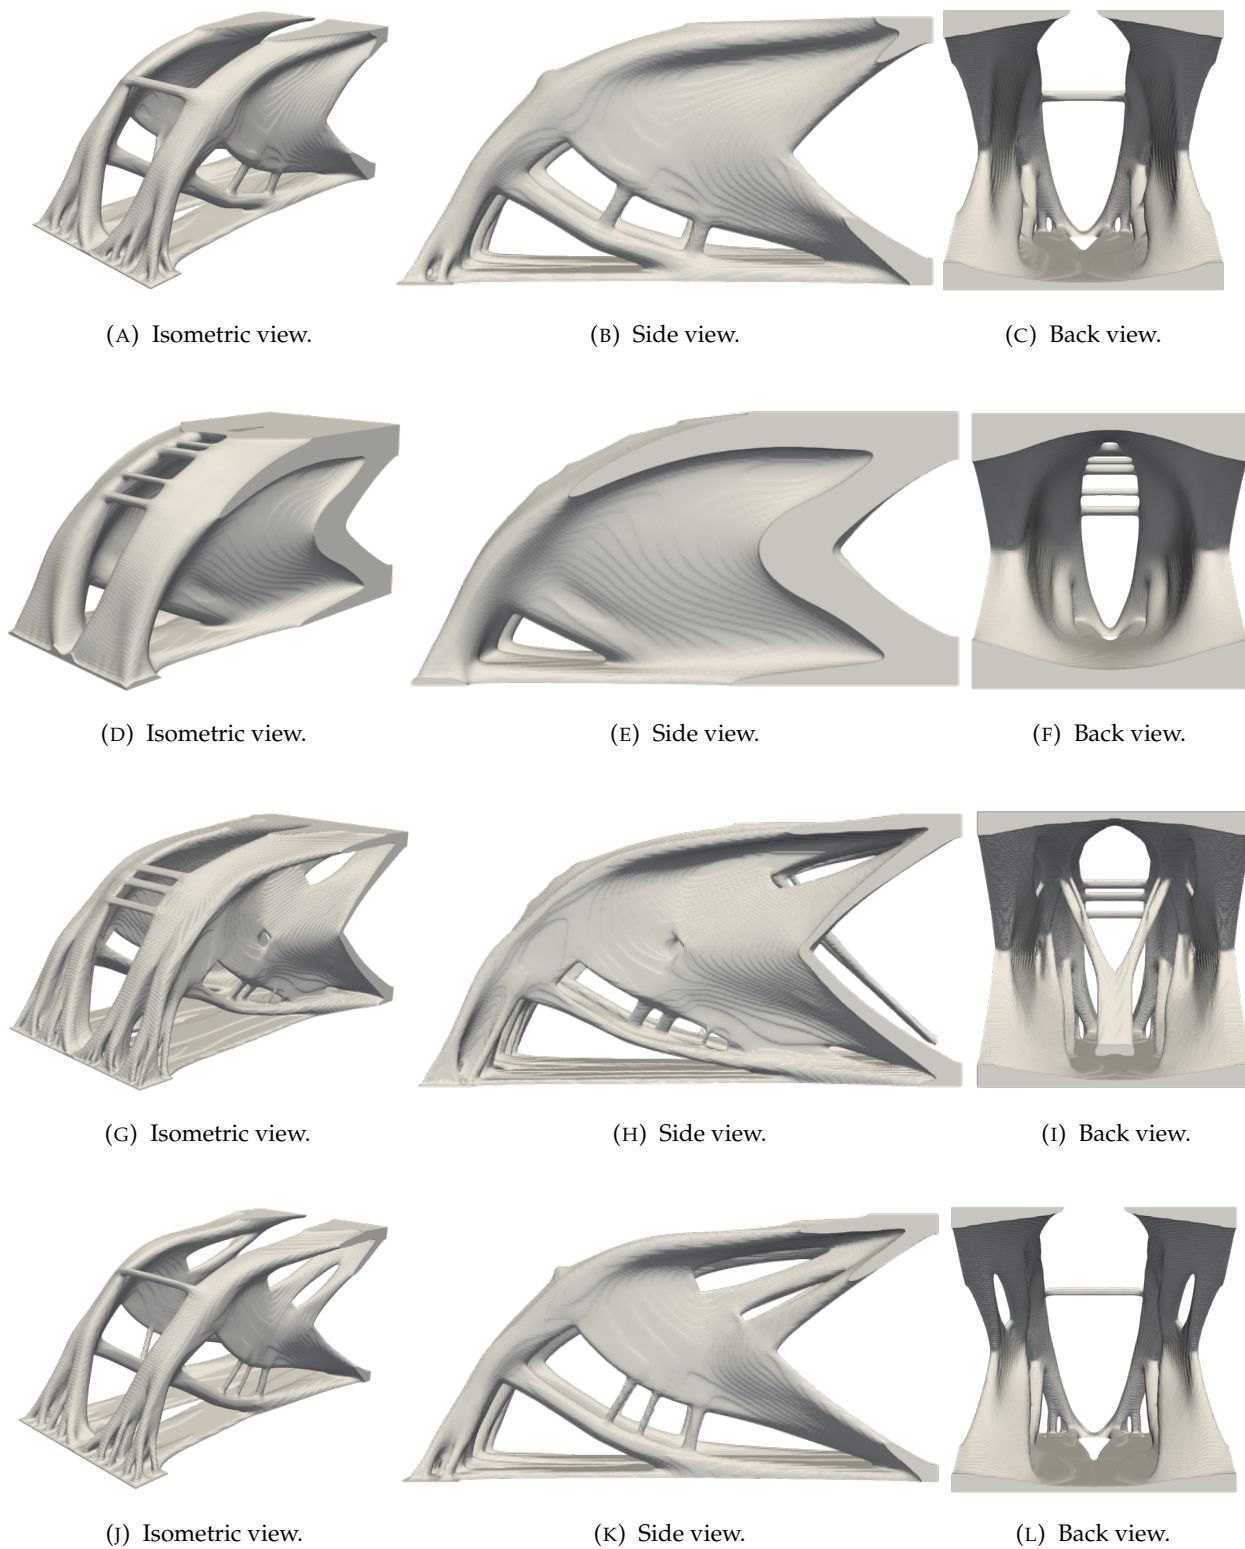 (A) Isometric view.
(B) Side view.
(C) Back view.
(D) Isometric view.
(E) Side view.
(F) Back view.
(G) Isometric view.
(H) Side view.
(I) Back view.
(J) Isometric view.
(K) Side view.
(L) Back view.